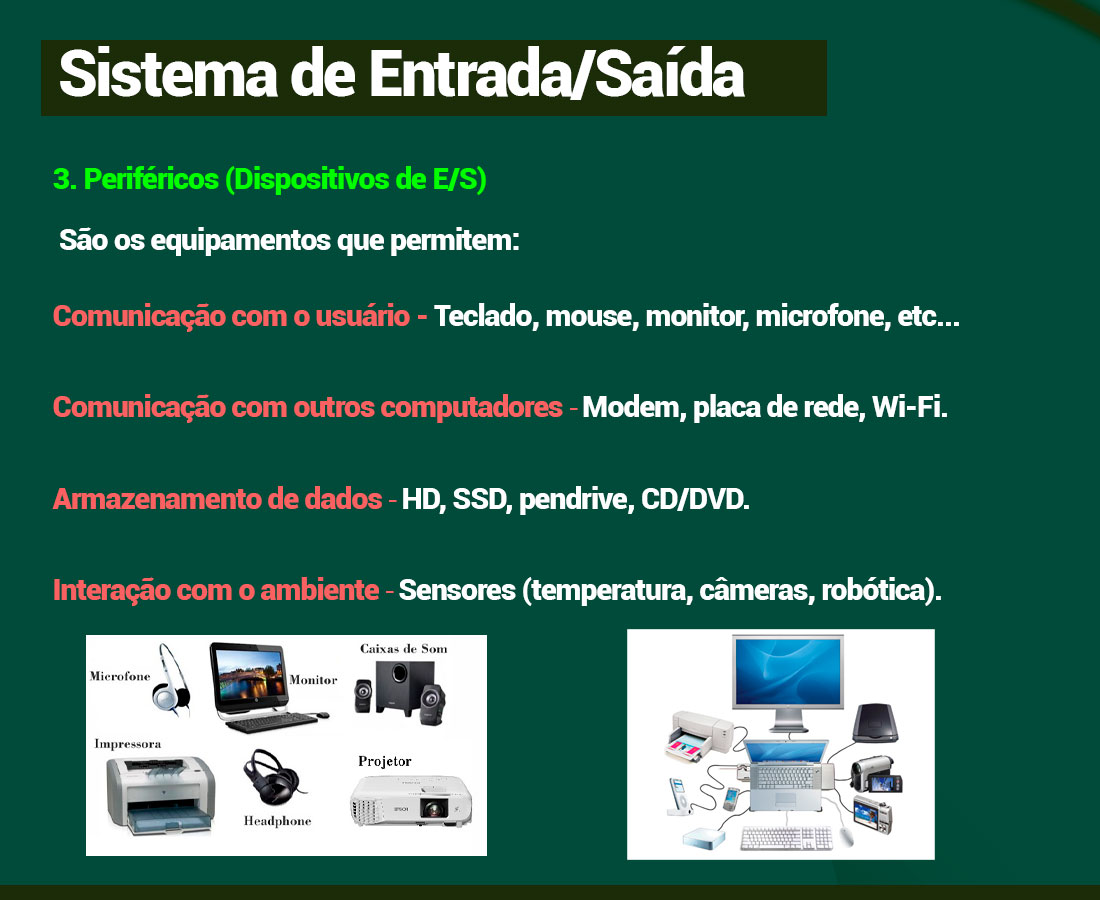 Sistema de Entrada/Saída
3. Periféricos (Dispositivos de E/S)
São os equipamentos que permitem:
Comunicação com o usuário - Teclado, mouse, monitor, microfone, etc...
Comunicação com outros computadores - Modem, placa de rede, Wi-Fi.
Armazenamento de dados - HD, SSD, pendrive, CD/DVD.
Interação com o ambiente - Sensores (temperatura, câmeras, robótica).
Microfone
Monitor
Caixas de Som
Impressora
Headphone
Projetor
EPSON